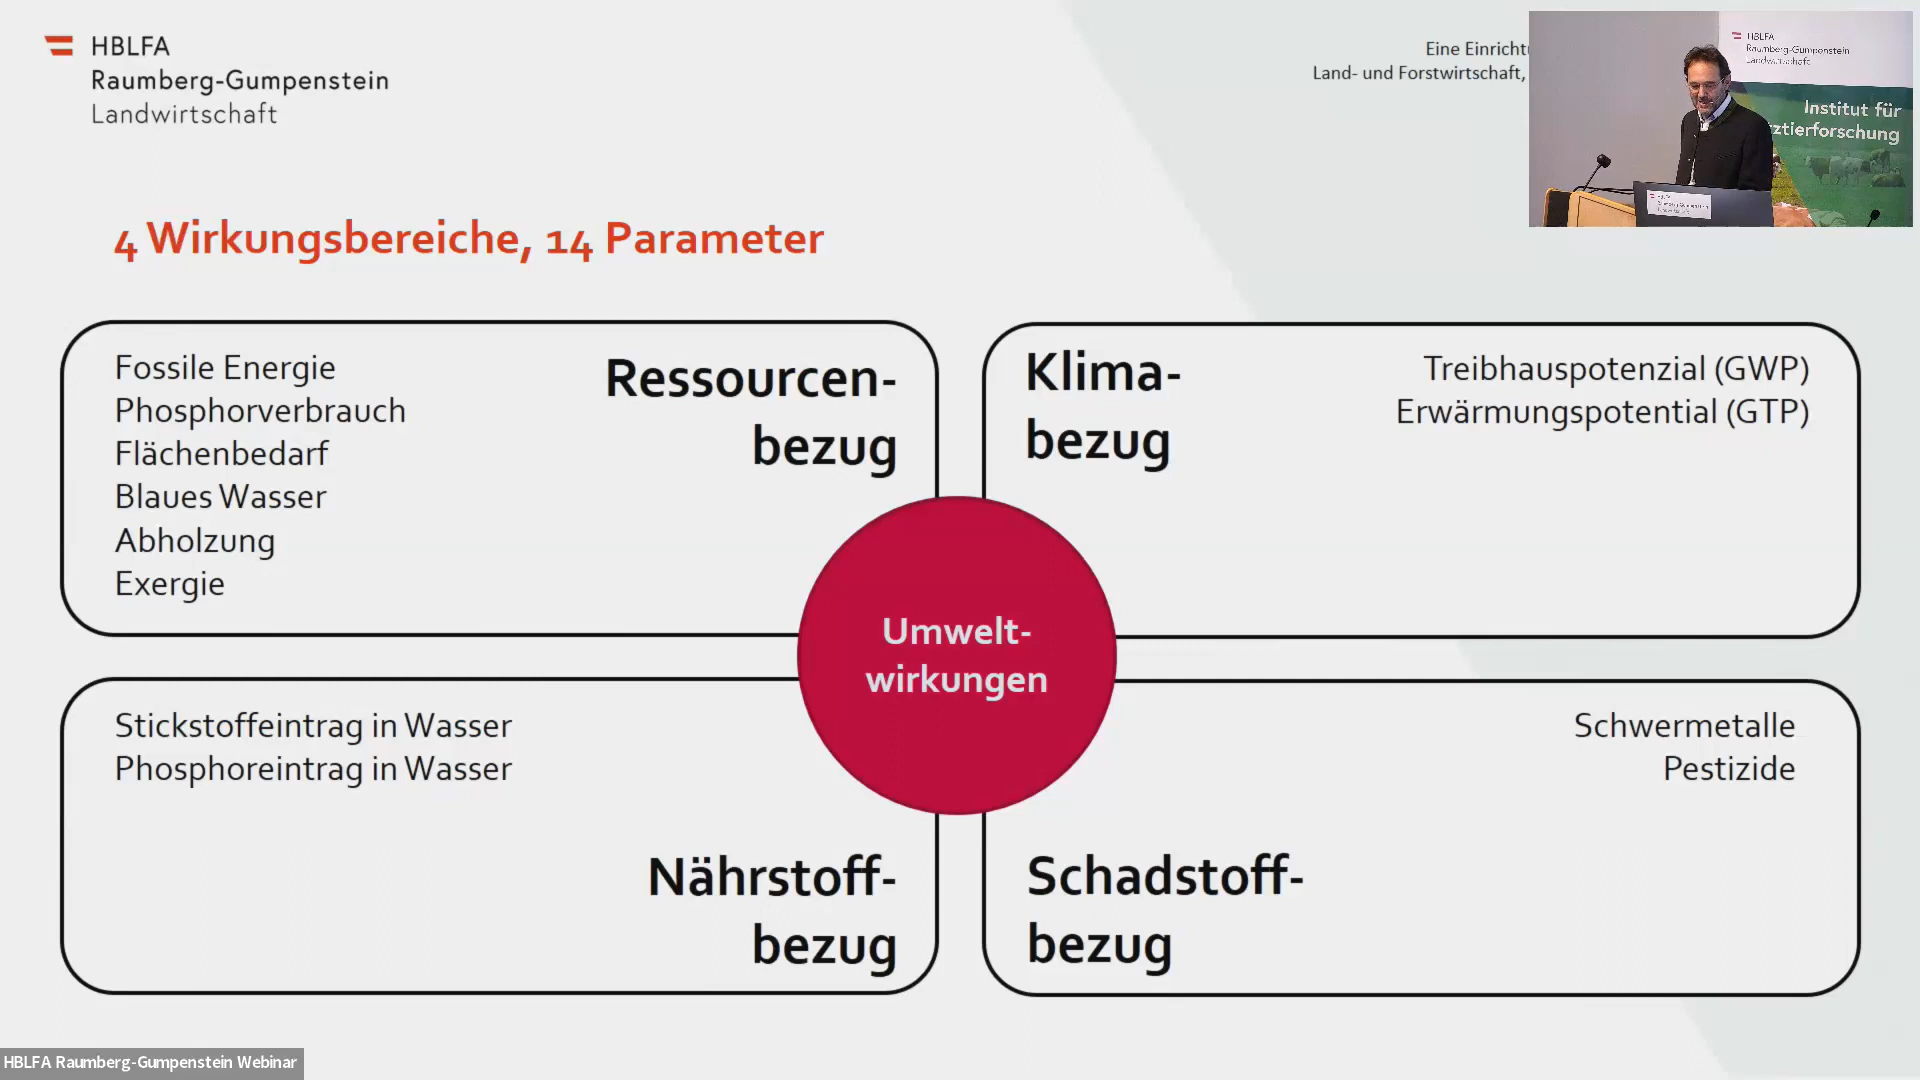 HBLFA
Raumberg-Gumpenstein
Landwirtschaft
Eine Einrichtu
Land- und Forstwirtschaft,
HBLFA
Raumberg-Gumpenstein
Landwirtschaft
Institut für
ztierforschung
4 Wirkungsbereiche, 14 Parameter
Fossile Energie
Phosphorverbrauch
Flächenbedarf
Blaues Wasser
Abholzung
Exergie
Ressourcen-
bezug
Klima-
bezug
Treibhauspotenzial (GWP)
Erwärmungspotential (GTP)
Umwelt-
wirkungen
Stickstoffeintrag in Wasser
Phosphoreintrag in Wasser
Nährstoff-
bezug
Schwermetalle
Pestizide
Schadstoff-
bezug
HBLFA Raumberg-Gumpenstein Webinar